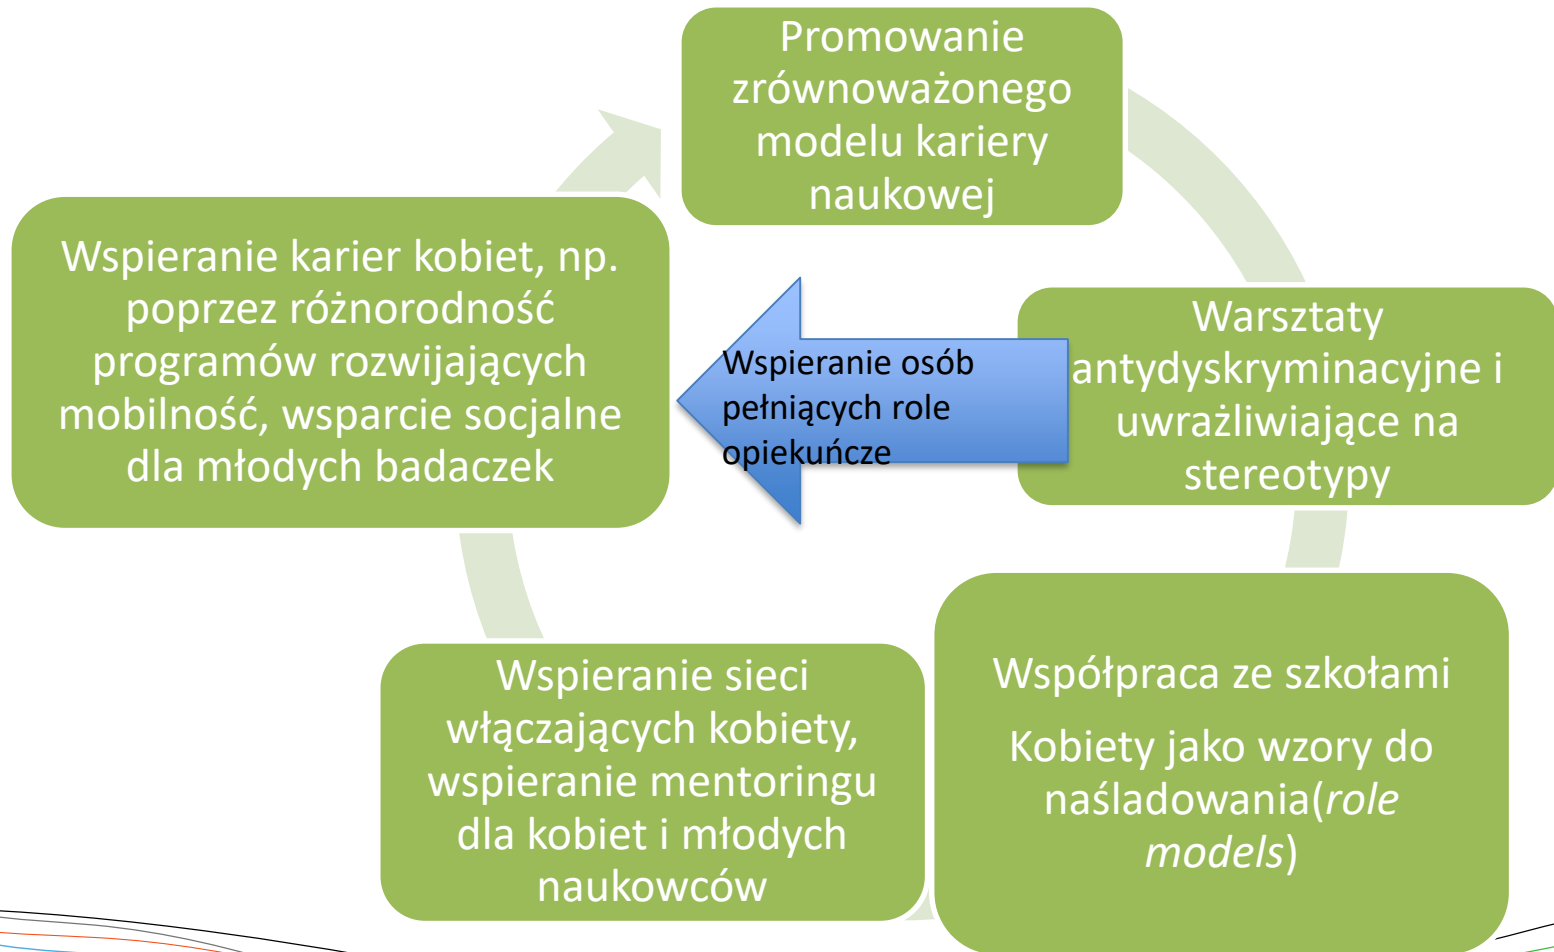 Promowanie
zrównoważonego
modelu kariery
naukowej
Warsztaty
antydyskryminacyjne i
uwrażliwiające na
stereotypy
Współpraca ze szkołami
Kobiety jako wzory do
naśladowania(role
models)
Wspieranie sieci
włączających kobiety,
wspieranie mentoringu
dla kobiet i młodych
naukowców
Wspieranie karier kobiet, np.
poprzez różnorodność
programów rozwijających
mobilność, wsparcie socjalne
dla młodych badaczek
Wspieranie osób
pełniących role
opiekuńcze